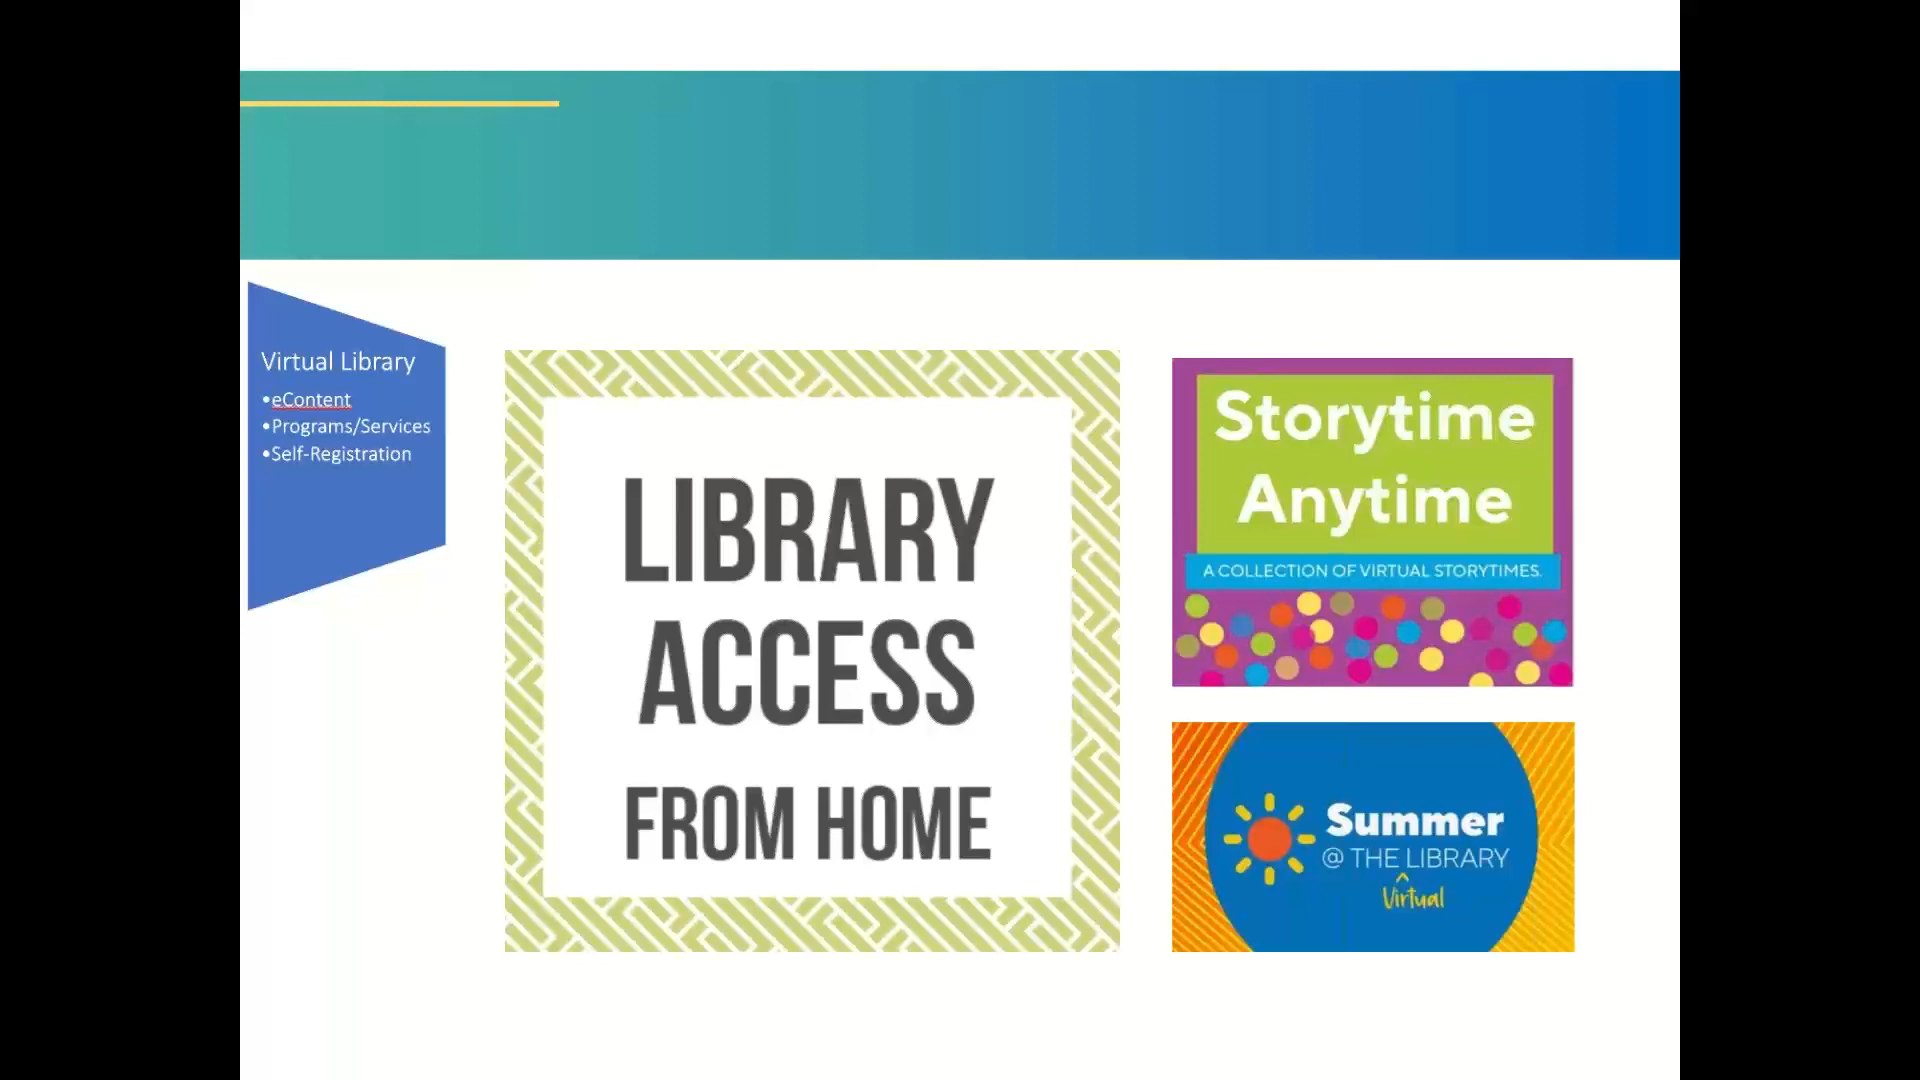 Virtual Library
•eContent
•Programs/Services
•Self-Registration
LIBRARY
ACCESS
FROM HOME
Storytime
Anytime
A COLLECTION OF VIRTUAL STORYTIMES.
Summer
@ THE LIBRARY
^
Virtual